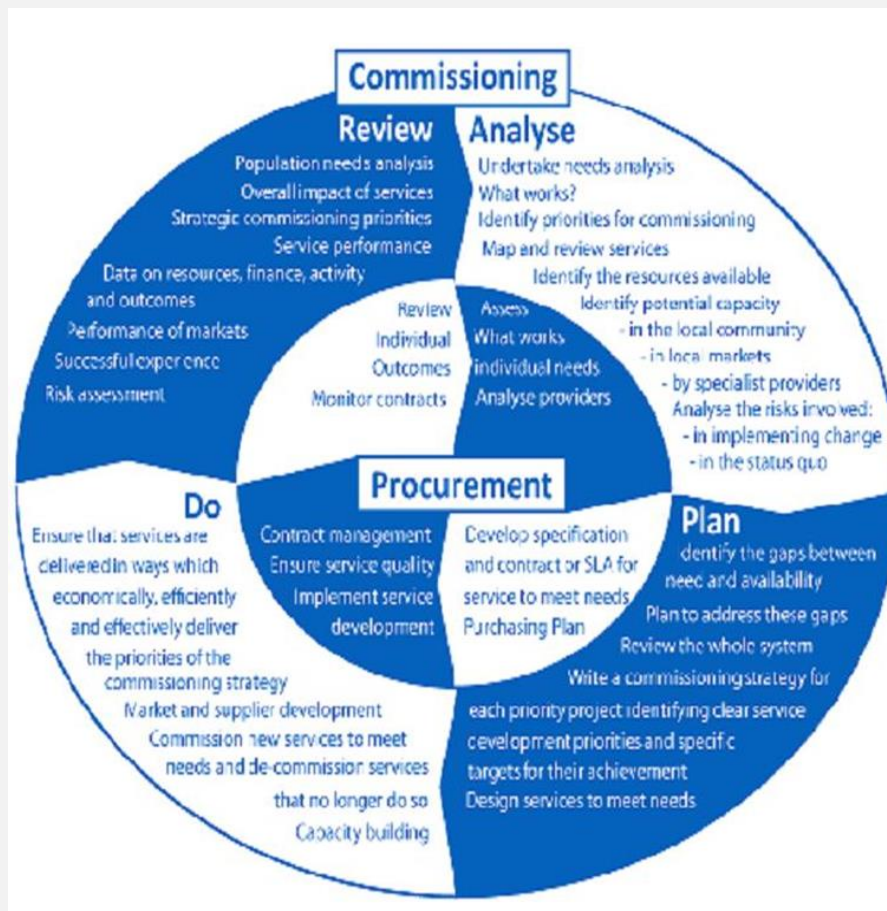 Commissioning
Review
Population needs analysis
Overall impact of services
Strategic commissioning priorities
Service performance
Data on resources, finance, activity
and outcomes
Performance of markets
Successful experience
Risk assessment
Analyse
Undertake needs analysis
What works?
Identify priorities for commissioning
Map and review services
Identify the resources available
Identify potential capacity
- in the local community
- in local markets
- by specialist providers
Analyse the risks involved:
- in implementing change
- in the status quo
Review
Individual
Outcomes
Monitor contracts
Assess
What works
individual needs
Analyse providers
Procurement
Contract management
Ensure service quality
Implement service
development
Develop specification
and contract or SLA for
service to meet needs
Purchasing Plan
Do
Ensure that services are
delivered in ways which
economically, efficiently
and effectively deliver
the priorities of the
commissioning strategy
Market and supplier development
Commission new services to meet
needs and de-commission services
that no longer do so
Capacity building
Plan
dentify the gaps between
need and availability
Plan to address these gaps
Review the whole system
Write a commissioning strategy for
each priority project identifying clear service
development priorities and specific
targets for their achievement
Design services to meet needs